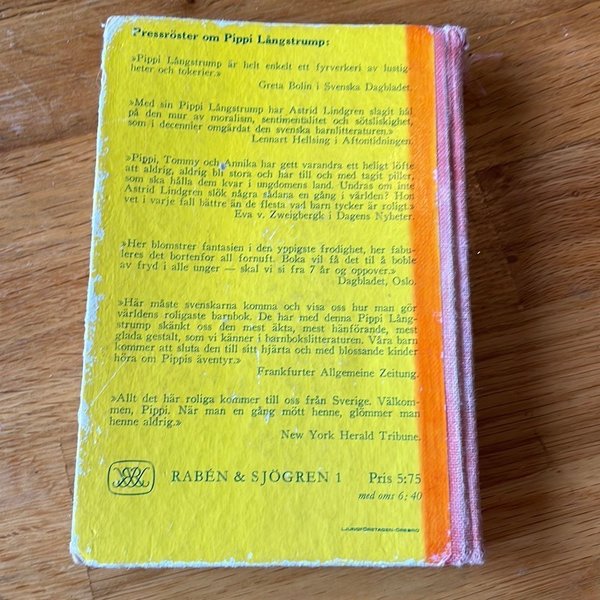 Pressröster om Pippi Långstrump:
»Pippi Långstrump är helt enkelt ett fyrverkeri av lustig-
heter och tokerier.»
Greta Bolin i Svenska Dagbladet.
»Med sin Pippi Långstrump har Astrid Lindgren slagit hål
på den mur av moralism, sentimentalitet och sötsliskighet,
som i decennier omgärdat den svenska barnlitteraturen.»
Lennart Hellsing i Aftontidningen.
»Pippi, Tommy och Annika har gett varandra ett heligt löfte
att aldrig, aldrig bli stora och har till och med tagit piller,
som ska hålla dem kvar i ungdomens land. Undras om inte
Astrid Lindgren slök några sådana en gång i världen? Hon
vet i varje fall bättre än de flesta vad barn tycker är roligt.»
Eva v. Zweigbergk i Dagens Nyheter.
»Her blomstrer fantasien i den yppigste frodighet, her fabu-
leres det bortenfor all fornuft. Boka vil få det til å boble
av fryd i alle unger — skal vi si fra 7 år og oppover.»
Dagbladet, Oslo.
»Här måste svenskarna komma och visa oss hur man gör
världens roligaste barnbok. De har med denna Pippi Lång-
strump skänkt oss den mest äkta, mest hänförande, mest
glada gestalt, som vi känner i barnbokslitteraturen. Våra barn
kommer att sluta den till sitt hjärta och med blossande kinder
höra om Pippis äventyr.»
Frankfurter Allgemeine Zeitung.
»Allt det här roliga kommer till oss från Sverige. Välkom-
men, Pippi. När man en gång mött henne, glömmer man
henne aldrig.»
New York Herald Tribune.
RABÉN & SJÖGREN 1 Pris 5:75
med oms 6:40
LJUNGFÖRETAGEN·ÖREBRO